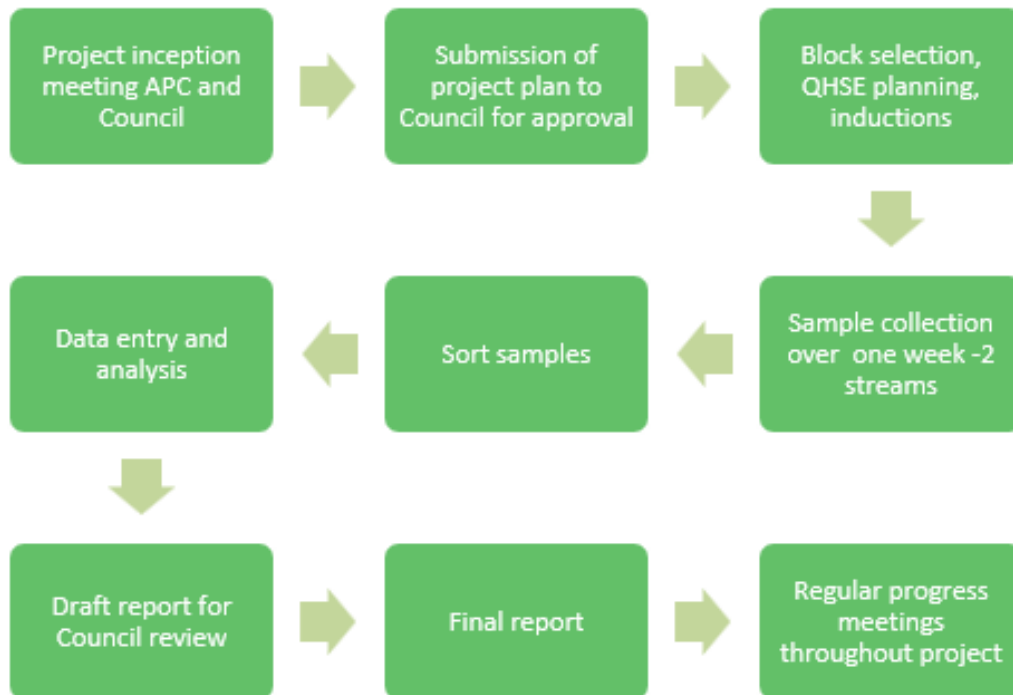 Project inception
meeting APC and
Council
Submission of
project plan to
Council for approval
Block selection,
QHSE planning,
inductions
Sample collection
over  one week -2
streams
Sort samples
Data entry and
analysis
Draft report for
Council review
Final report
Regular progress
meetings
throughout project